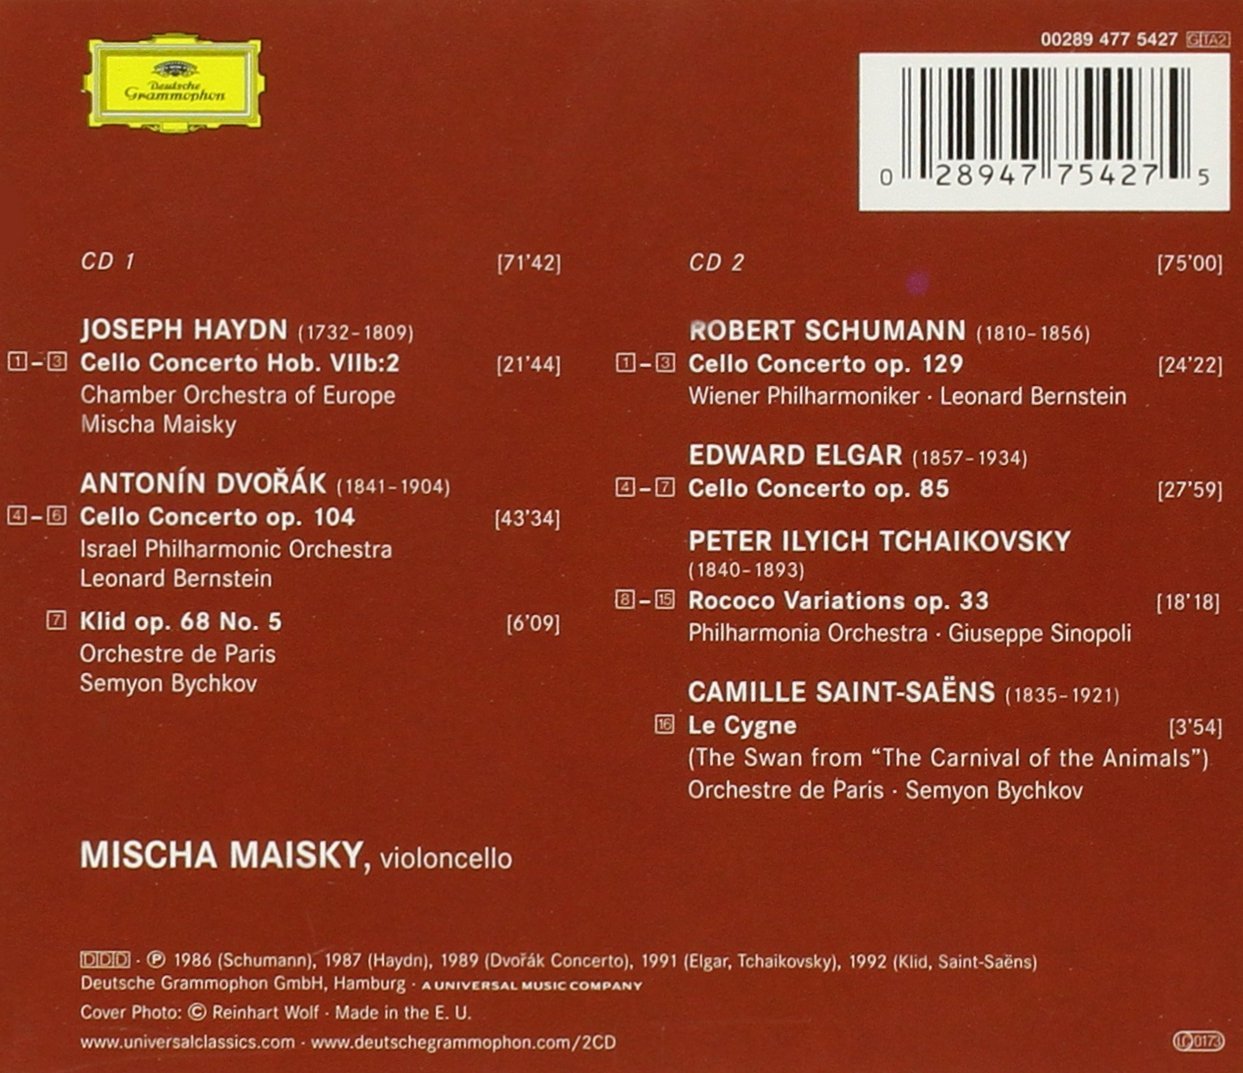 Deutsche
Grammophon
00289 477 5427 GTA2
0 28947 75427 5
CD 1 [71'42]
JOSEPH HAYDN (1732–1809)
1–3 Cello Concerto Hob. VIIb:2 [21'44]
Chamber Orchestra of Europe
Mischa Maisky
ANTONÍN DVOŘÁK (1841–1904)
4–6 Cello Concerto op. 104 [43'34]
Israel Philharmonic Orchestra
Leonard Bernstein
7 Klid op. 68 No. 5 [6'09]
Orchestre de Paris
Semyon Bychkov
CD 2 [75'00]
ROBERT SCHUMANN (1810–1856)
1–3 Cello Concerto op. 129 [24'22]
Wiener Philharmoniker · Leonard Bernstein
EDWARD ELGAR (1857–1934)
4–7 Cello Concerto op. 85 [27'59]
PETER ILYICH TCHAIKOVSKY
(1840–1893)
8–15 Rococo Variations op. 33 [18'18]
Philharmonia Orchestra · Giuseppe Sinopoli
CAMILLE SAINT-SAËNS (1835–1921)
16 Le Cygne [3'54]
(The Swan from “The Carnival of the Animals”)
Orchestre de Paris · Semyon Bychkov
MISCHA MAISKY, violoncello
DDD · ℗ 1986 (Schumann), 1987 (Haydn), 1989 (Dvořák Concerto), 1991 (Elgar, Tchaikovsky), 1992 (Klid, Saint-Saëns)
Deutsche Grammophon GmbH, Hamburg · A UNIVERSAL MUSIC COMPANY
Cover Photo: © Reinhart Wolf · Made in the E. U.
www.universalclassics.com · www.deutschegrammophon.com/2CD
LC 0173